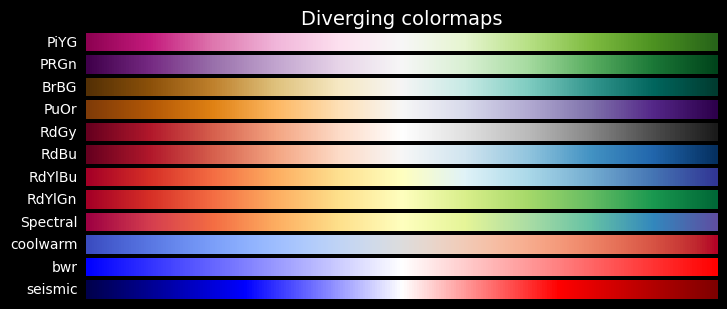 Diverging colormaps
PiYG
PRGn
BrBG
PuOr
RdGy
RdBu
RdYlBu
RdYlGn
Spectral
coolwarm
bwr
seismic